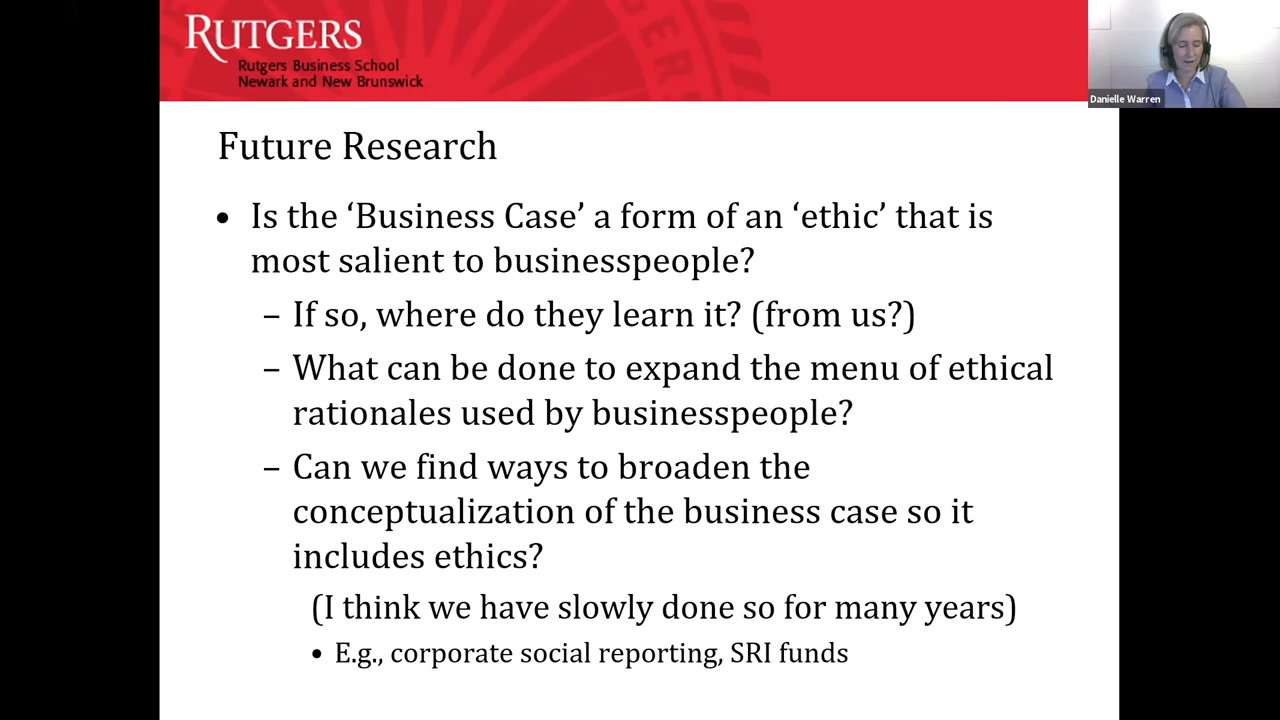 RUTGERS
Rutgers Business School
Newark and New Brunswick
Danielle Warren
Future Research
• Is the ‘Business Case’ a form of an ‘ethic’ that is
most salient to businesspeople?
– If so, where do they learn it? (from us?)
– What can be done to expand the menu of ethical
rationales used by businesspeople?
– Can we find ways to broaden the
conceptualization of the business case so it
includes ethics?
(I think we have slowly done so for many years)
• E.g., corporate social reporting, SRI funds